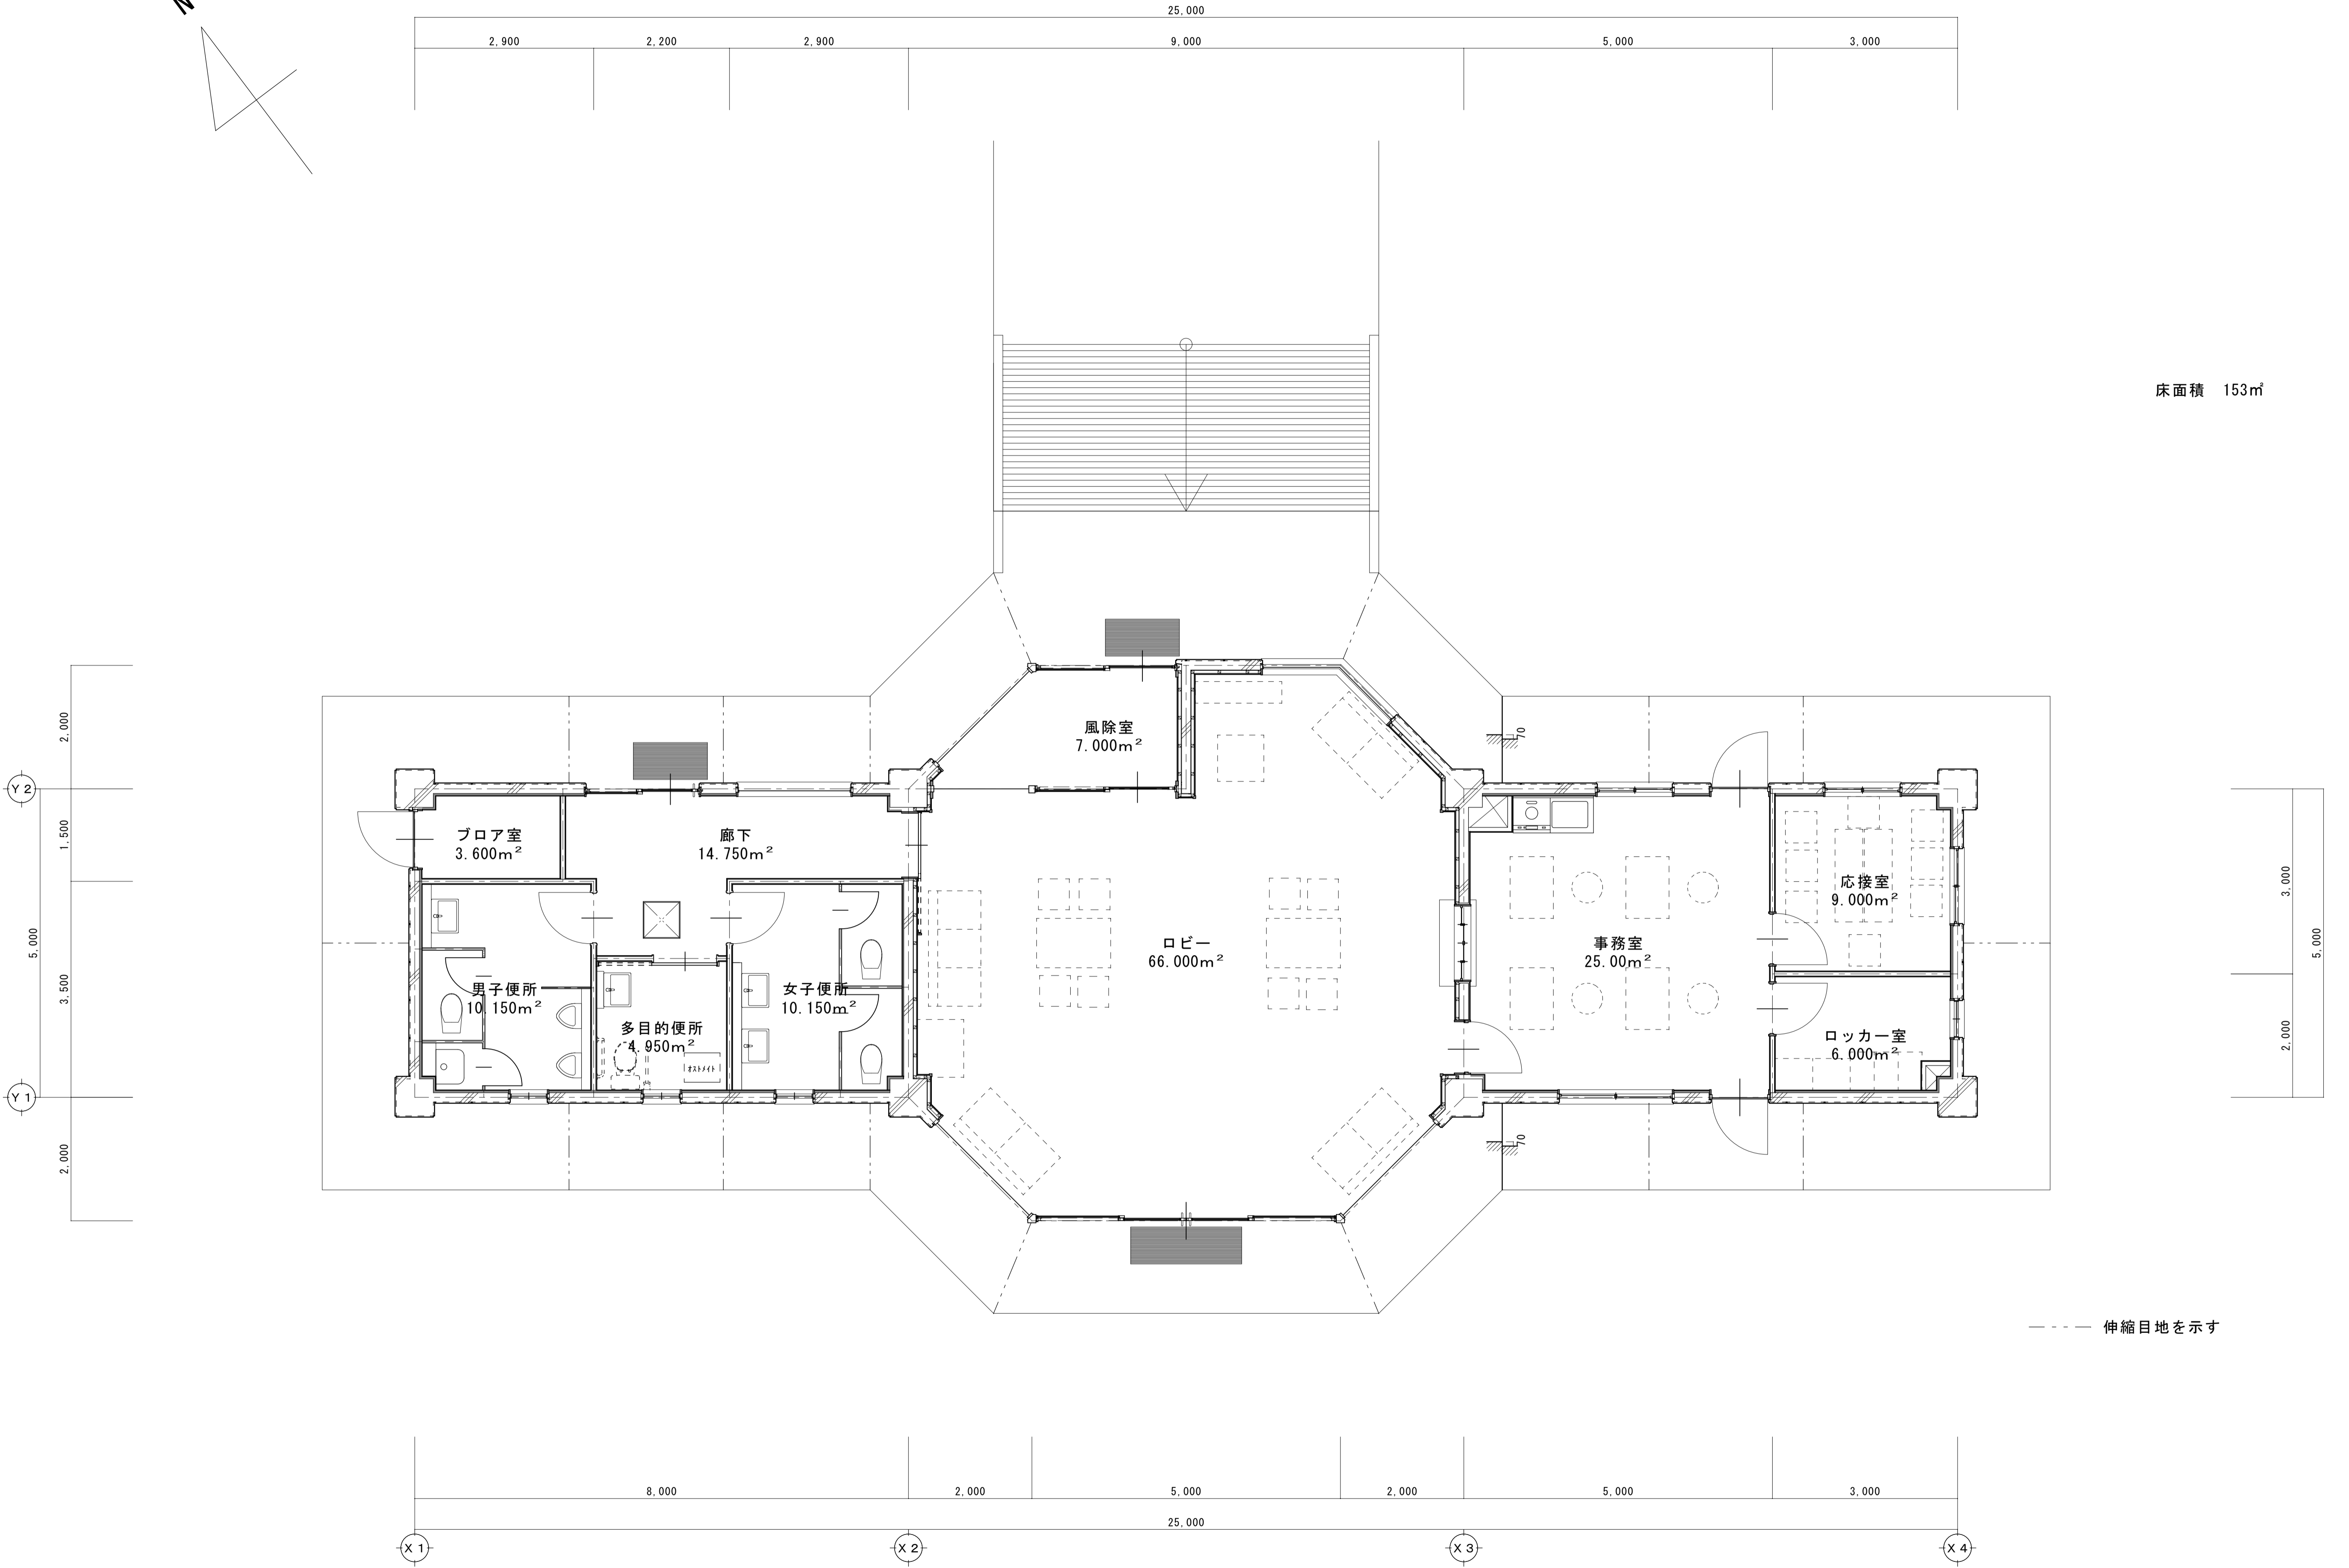 N
25,000
2,900
2,200
2,900
9,000
5,000
3,000
床面積　153㎡
2,000
1,500
5,000
3,500
2,000
Y 2
Y 1
風除室
7.000m²
70
ブロア室
3.600m²
廊下
14.750m²
男子便所
10.150m²
多目的便所
4.950m²
オストメイト
女子便所
10.150m²
ロビー
66.000m²
事務室
25.00m²
応接室
9.000m²
ロッカー室
6.000m²
70
3,000
5,000
2,000
伸縮目地を示す
8,000
2,000
5,000
2,000
5,000
3,000
25,000
X 1
X 2
X 3
X 4